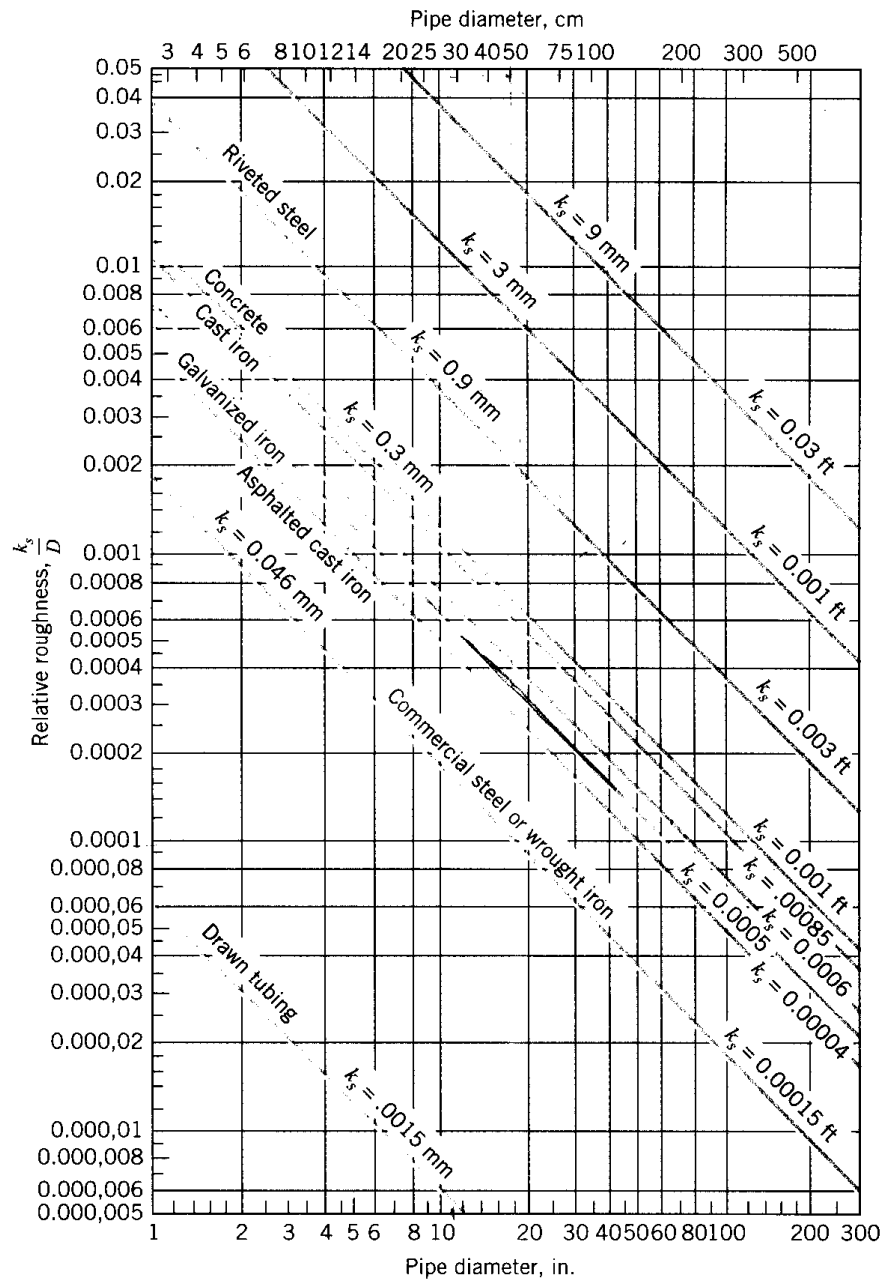 Pipe diameter, cm
3 4 5 6 8 10 12 14 20 25 30 40 50 75 100 200 300 500
0.05
0.04
0.03
0.02
0.01
0.008
0.006
0.005
0.004
0.003
0.002
0.001
0.0008
0.0006
0.0005
0.0004
0.0003
0.0002
0.0001
0.000,08
0.000,06
0.000,05
0.000,04
0.000,03
0.000,02
0.000,01
0.000,008
0.000,006
0.000,005
Relative roughness, k_s/D
Riveted steel
Concrete
Cast iron
Galvanized iron
Asphalted cast iron
Commercial steel or wrought iron
Drawn tubing
k_s = 9 mm
k_s = 3 mm
k_s = 0.9 mm
k_s = 0.3 mm
k_s = 0.046 mm
k_s = .0015 mm
k_s = 0.03 ft
k_s = 0.001 ft
k_s = 0.003 ft
k_s = 0.001 ft
k_s = .00085
k_s = 0.0006
k_s = 0.0005
k_s = 0.00004
k_s = 0.00015 ft
1 2 3 4 5 6 8 10 20 30 40 50 60 80 100 200 300
Pipe diameter, in.